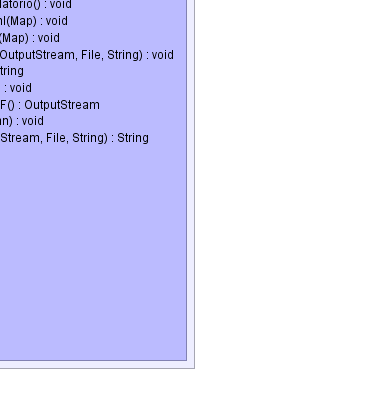 latorio() : void
nl(Map) : void
(Map) : void
OutputStream, File, String) : void
tring
) : void
F() : OutputStream
an) : void
Stream, File, String) : String